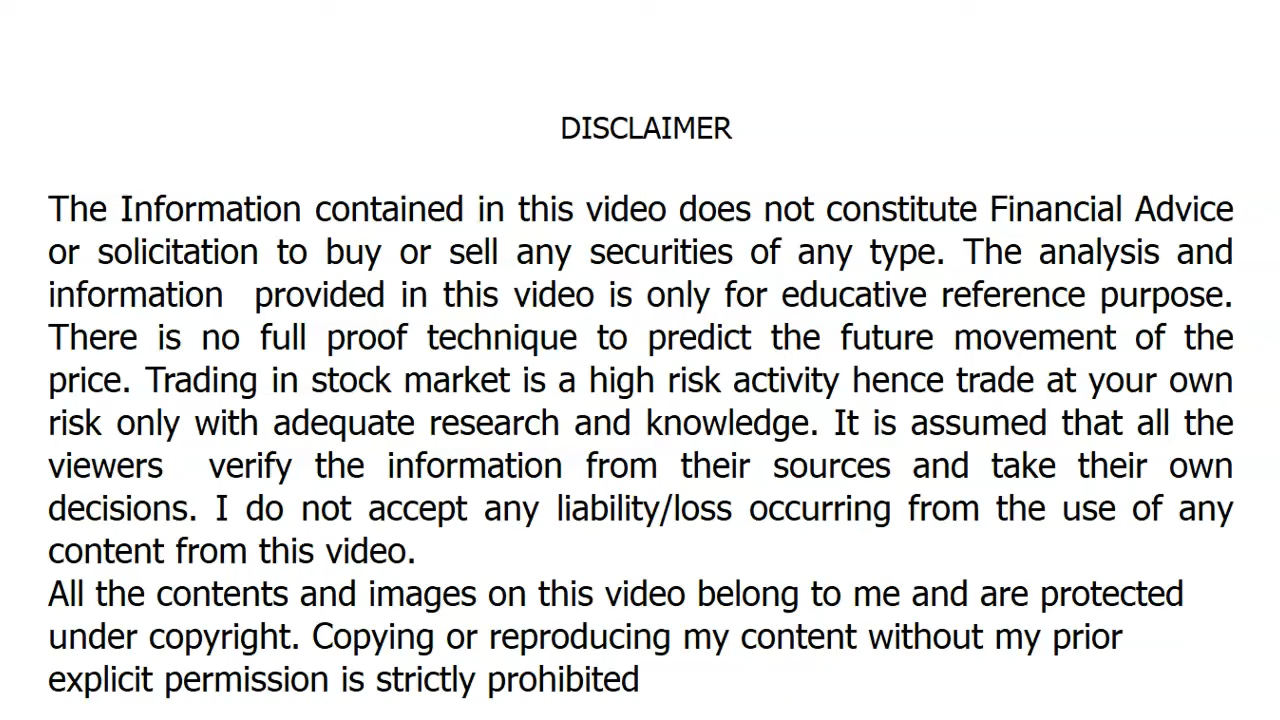 DISCLAIMER
The Information contained in this video does not constitute Financial Advice
or solicitation to buy or sell any securities of any type. The analysis and
information provided in this video is only for educative reference purpose.
There is no full proof technique to predict the future movement of the
price. Trading in stock market is a high risk activity hence trade at your own
risk only with adequate research and knowledge. It is assumed that all the
viewers verify the information from their sources and take their own
decisions. I do not accept any liability/loss occurring from the use of any
content from this video.
All the contents and images on this video belong to me and are protected
under copyright. Copying or reproducing my content without my prior
explicit permission is strictly prohibited